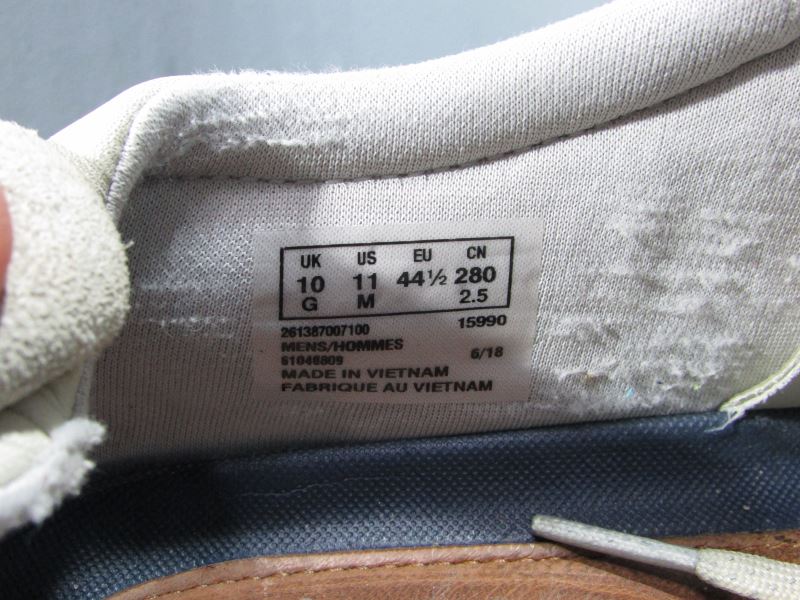 UK US EU CN
10 11 44½ 280
G M 2.5
261387007100 15990
MENS/HOMMES
61046809 6/18
MADE IN VIETNAM
FABRIQUE AU VIETNAM